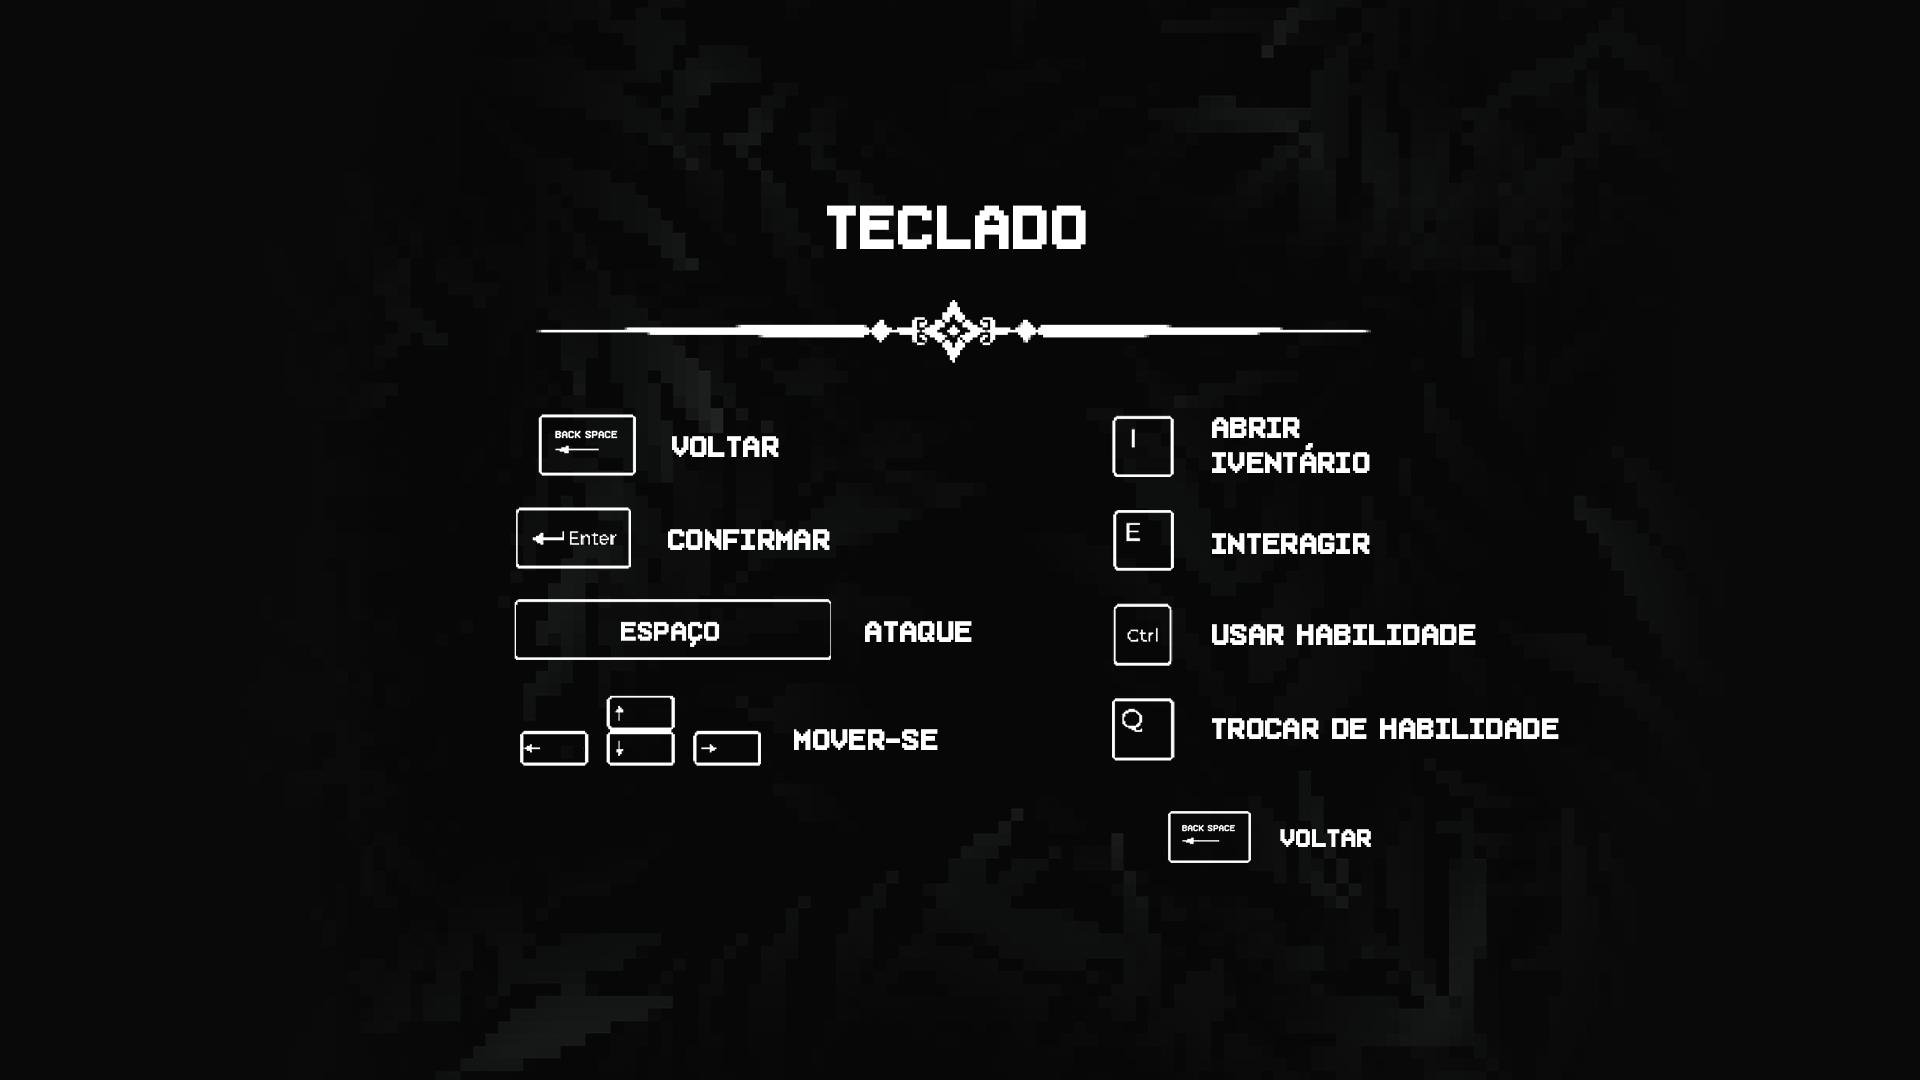 TECLADO
BACK SPACE
VOLTAR
Enter
CONFIRMAR
ESPAÇO
ATAQUE
MOVER-SE
I
ABRIR
IVENTÁRIO
E
INTERAGIR
Ctrl
USAR HABILIDADE
Q
TROCAR DE HABILIDADE
BACK SPACE
VOLTAR